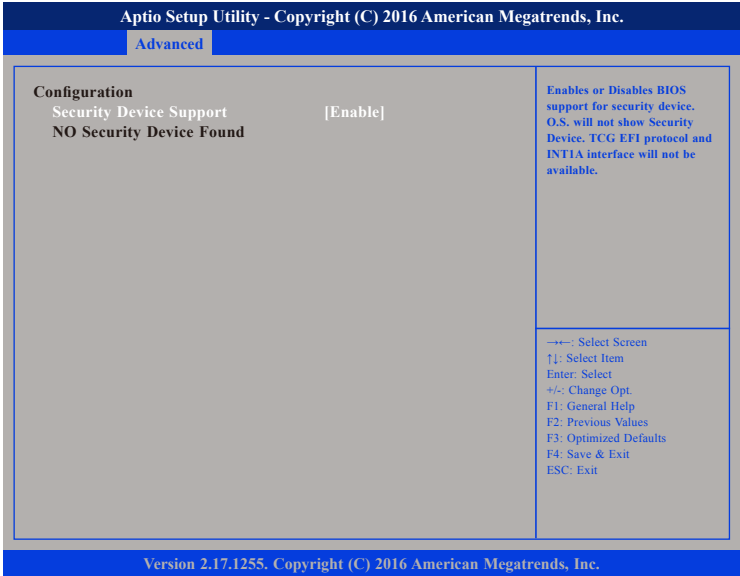 Aptio Setup Utility - Copyright (C) 2016 American Megatrends, Inc.
Advanced
Configuration
Security Device Support [Enable]
NO Security Device Found
Enables or Disables BIOS
support for security device.
O.S. will not show Security
Device. TCG EFI protocol and
INT1A interface will not be
available.
→←: Select Screen
↑↓: Select Item
Enter: Select
+/-: Change Opt.
F1: General Help
F2: Previous Values
F3: Optimized Defaults
F4: Save & Exit
ESC: Exit
Version 2.17.1255. Copyright (C) 2016 American Megatrends, Inc.